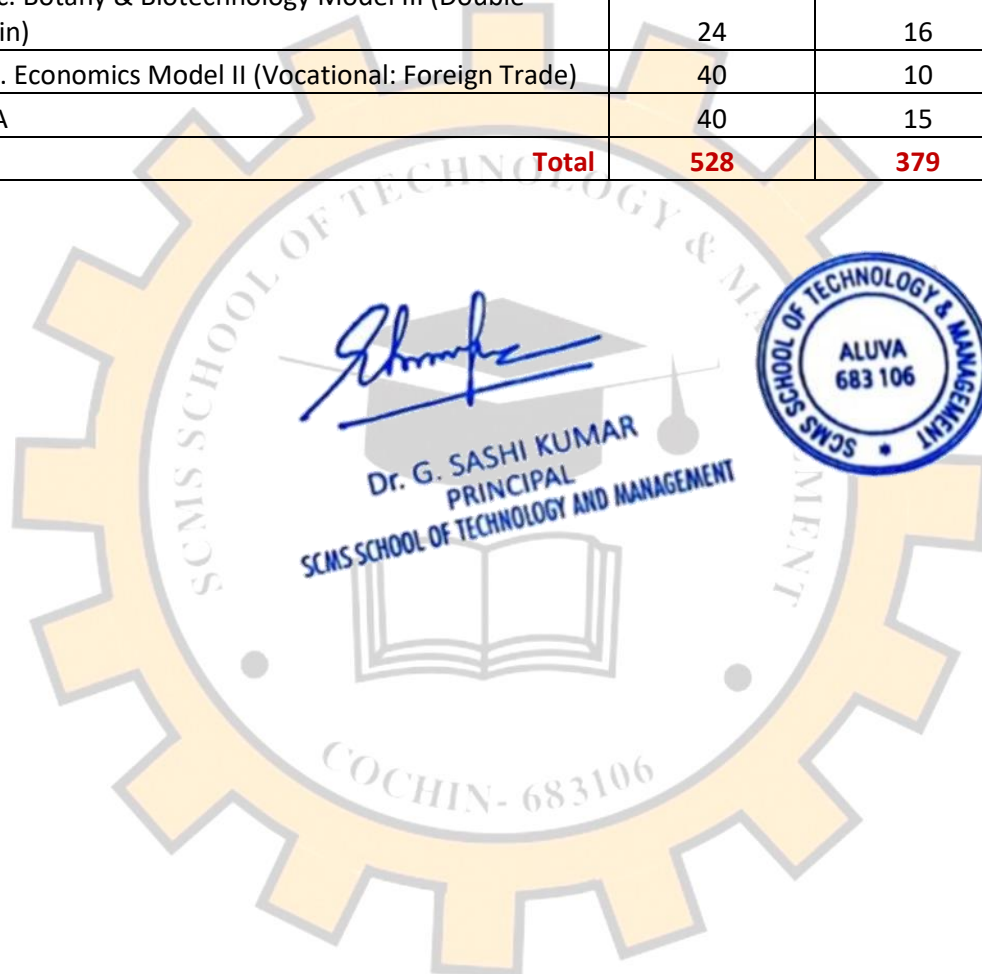 c. Botany & Biotechnology Model III (Double
in) 24 16
. Economics Model II (Vocational: Foreign Trade) 40 10
A 40 15
Total 528 379
SCMS SCHOOL OF TECHNOLOGY & MA EMENT
COCHIN- 683106
Dr. G. SASHI KUMAR
PRINCIPAL
SCMS SCHOOL OF TECHNOLOGY AND MANAGEMENT
SCMS SCHOOL OF TECHNOLOGY & MANAGEMENT
ALUVA
683 106